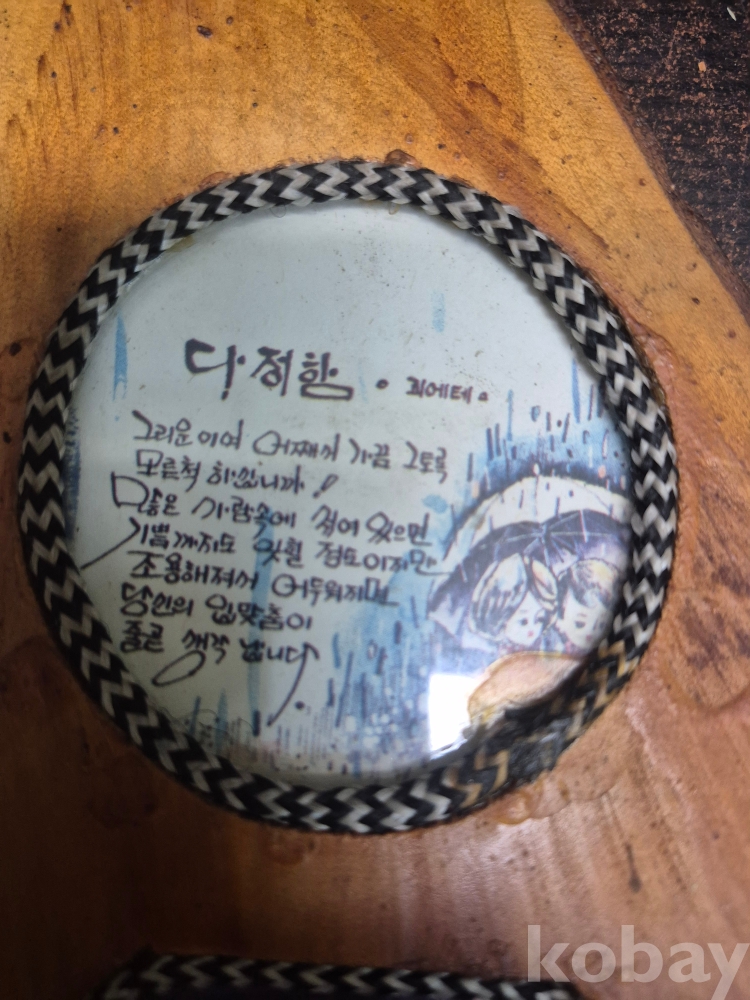 다정함 · 괴에테 ·
그리운 이여 어째서 가끔 그토록
모른척 하십니까!
많은 사람속에 섞여 있으면
기쁨까지도 잊힐 정도이지만
조용해져서 어두워지면
당신의 입맞춤이
줄곧 생각납니다.
kobay